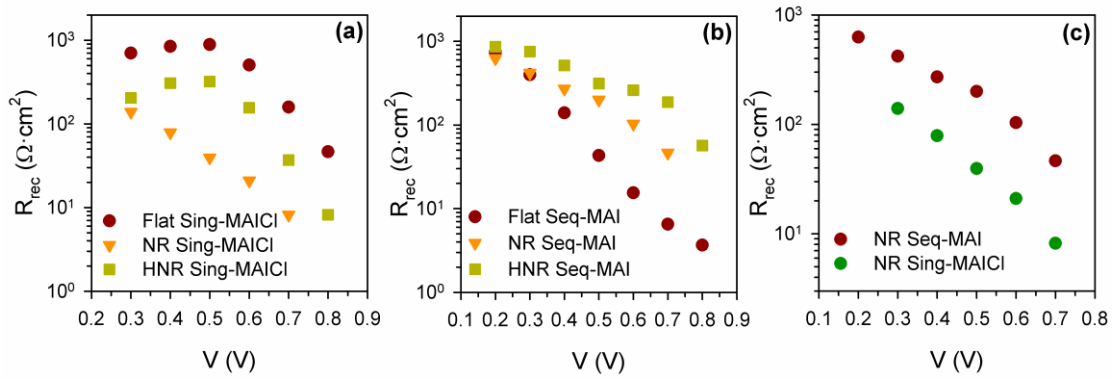 (a)
10³
10²
10¹
10⁰
R_rec (Ω·cm²)
Flat Sing-MAICl
NR Sing-MAICl
HNR Sing-MAICl
0.2 0.3 0.4 0.5 0.6 0.7 0.8 0.9
V (V)
(b)
10³
10²
10¹
10⁰
R_rec (Ω·cm²)
Flat Seq-MAI
NR Seq-MAI
HNR Seq-MAI
0.1 0.2 0.3 0.4 0.5 0.6 0.7 0.8 0.9
V (V)
(c)
10³
10²
10¹
R_rec (Ω·cm²)
NR Seq-MAI
NR Sing-MAICl
0.1 0.2 0.3 0.4 0.5 0.6 0.7 0.8
V (V)